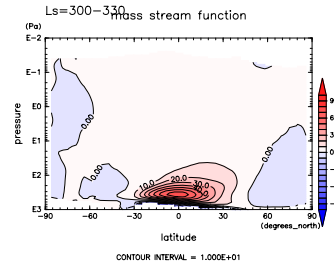 Ls=300-330
mass stream function
(Pa)
E-2
E-1
E0
E1
E2
E3
pressure
0.00
0.00
0.00
10.0
20.0
30.0
-90 -60 -30 0 30 60 90
(degrees_north)
latitude
9
6
3
0
CONTOUR INTERVAL = 1.000E+01